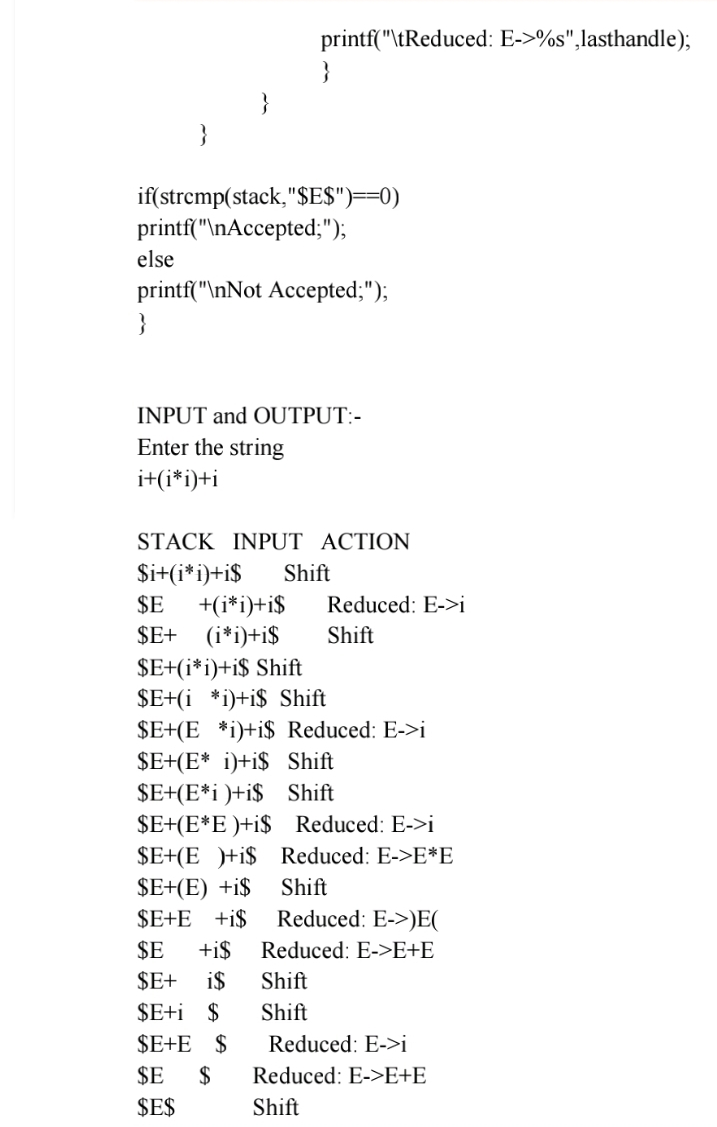 printf("\tReduced: E->%s",lasthandle);
}
}
}
if(strcmp(stack,"$E$")==0)
printf("\nAccepted;");
else
printf("\nNot Accepted;");
}
INPUT and OUTPUT:-
Enter the string
i+(i*i)+i
STACK INPUT ACTION
$i+(i*i)+i$ Shift
$E +(i*i)+i$ Reduced: E->i
$E+ (i*i)+i$ Shift
$E+(i*i)+i$ Shift
$E+(i *i)+i$ Shift
$E+(E *i)+i$ Reduced: E->i
$E+(E* i)+i$ Shift
$E+(E*i )+i$ Shift
$E+(E*E )+i$ Reduced: E->i
$E+(E )+i$ Reduced: E->E*E
$E+(E) +i$ Shift
$E+E +i$ Reduced: E->)E(
$E +i$ Reduced: E->E+E
$E+ i$ Shift
$E+i $ Shift
$E+E $ Reduced: E->i
$E $ Reduced: E->E+E
$E$ Shift